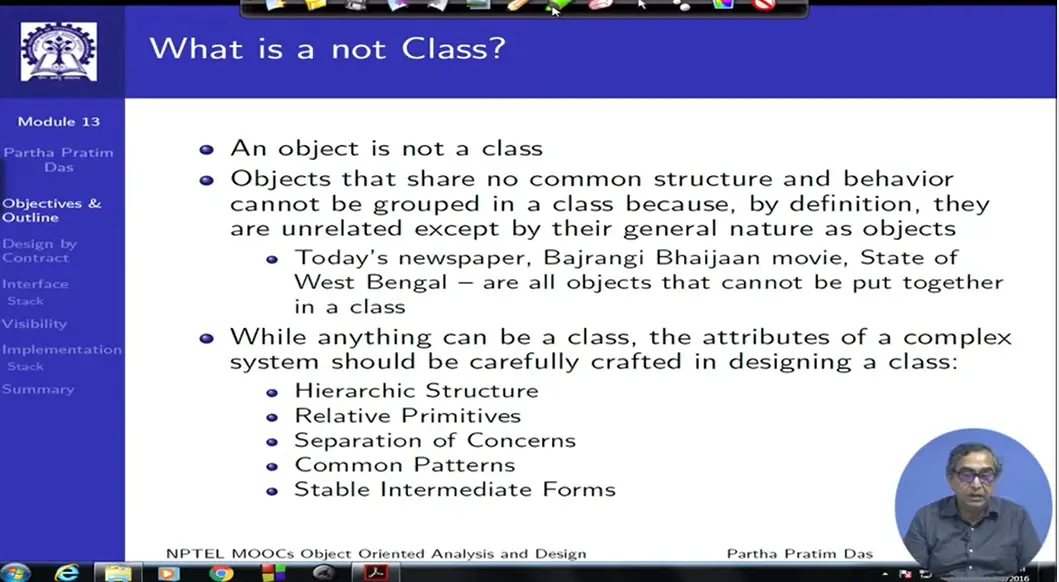 What is a not Class?
Module 13
Partha Pratim
Das
Objectives &
Outline
Design by
Contract
Interface
Stack
Visibility
Implementation
Stack
Summary
An object is not a class
Objects that share no common structure and behavior
cannot be grouped in a class because, by definition, they
are unrelated except by their general nature as objects
Today's newspaper, Bajrangi Bhaijaan movie, State of
West Bengal – are all objects that cannot be put together
in a class
While anything can be a class, the attributes of a complex
system should be carefully crafted in designing a class:
Hierarchic Structure
Relative Primitives
Separation of Concerns
Common Patterns
Stable Intermediate Forms
NPTEL MOOCs Object Oriented Analysis and Design
Partha Pratim Das